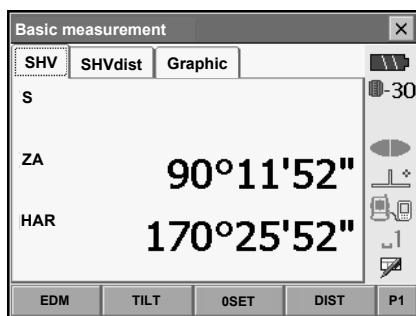 Basic measurement
SHV SHVdist Graphic
S
-30
ZA 90°11'52"
HAR 170°25'52"
1
EDM TILT 0SET DIST P1